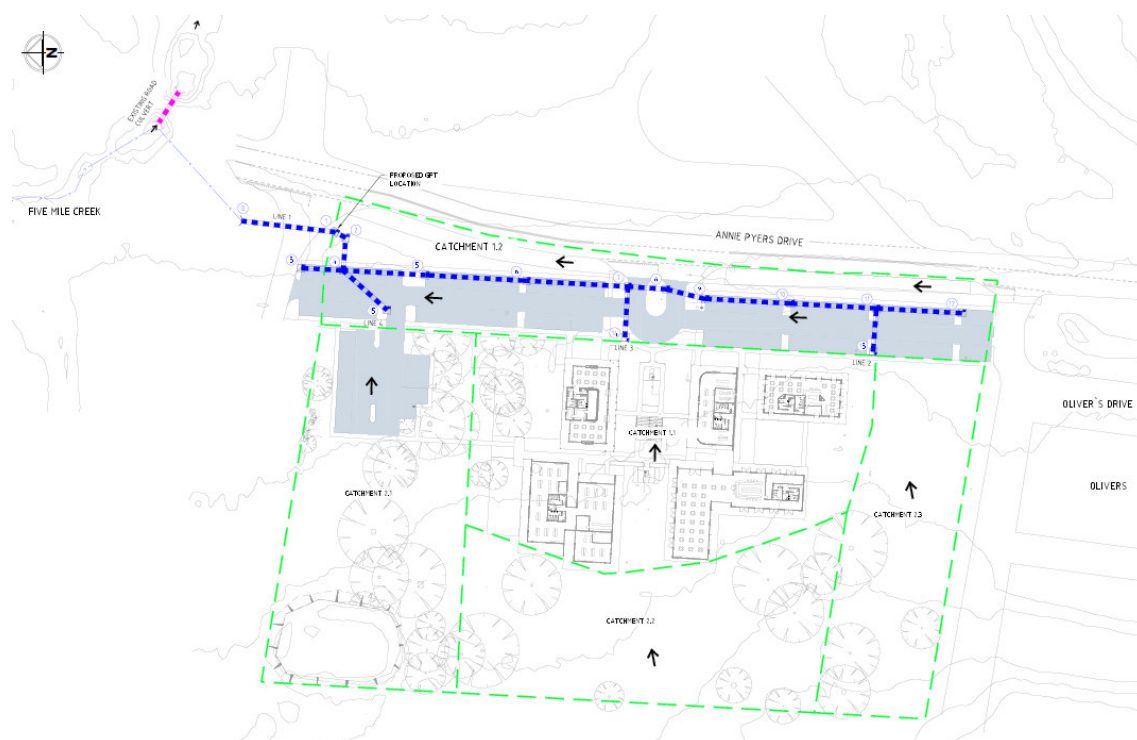 N
EXISTING ROAD
CULVERT
FIVE MILE CREEK
LINE 1
PROPOSED GPT
LOCATION
CATCHMENT 1.2
ANNIE PYERS DRIVE
LINE 4
LINE 3
LINE 2
OLIVER'S DRIVE
OLIVERS
CATCHMENT 1.1
CATCHMENT 2.1
CATCHMENT 2.3
CATCHMENT 2.2